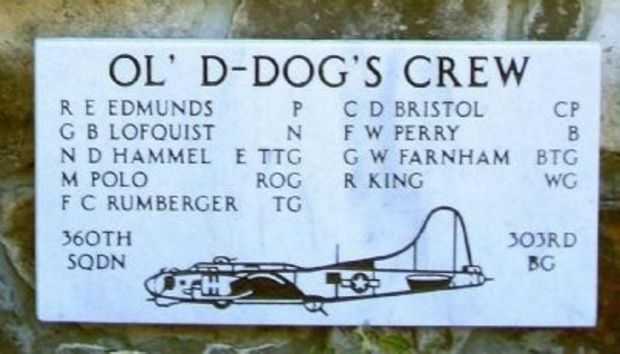 OL' D-DOG'S CREW
R E EDMUNDS P C D BRISTOL CP
G B LOFQUIST N F W PERRY B
N D HAMMEL E TTG G W FARNHAM BTG
M POLO ROG R KING WG
F C RUMBERGER TG
360TH 303RD
SQDN BG